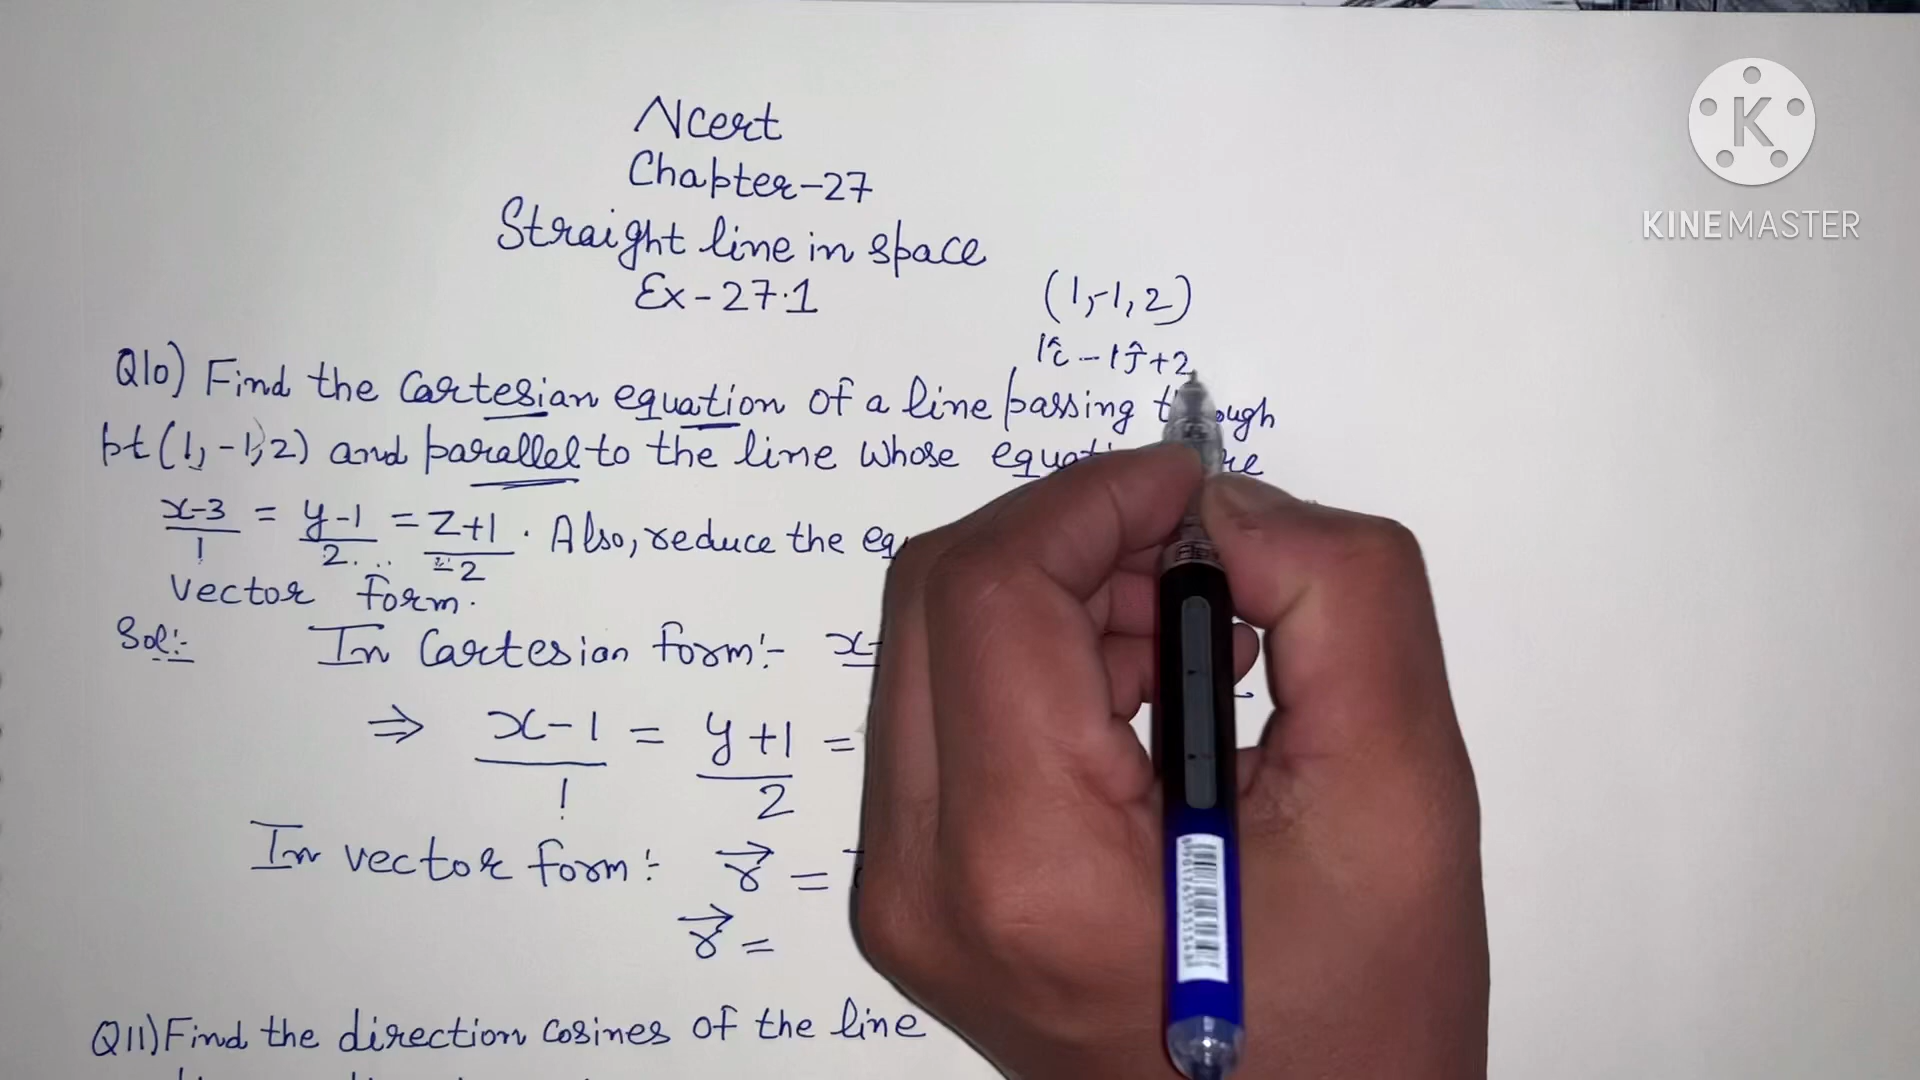 Ncert
Chapter-27
Straight line in space
Ex-27.1
(1,-1,2)
1î-1ĵ+2
Q10) Find the Cartesian equation of a line passing through
pt(1,-1,2) and parallel to the line whose
x-3/1 = y-1/2 = z+1/-2 . Also, reduce the
vector form.
Sol:- In Cartesian form:-
⇒ x-1/1 = y+1/2 =
In vector form:- r⃗ =
r⃗ =
Q11) Find the direction cosines of the line
K
KINEMASTER